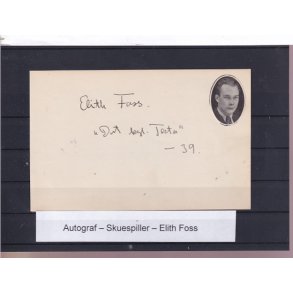 Elith Foss.
„Det kgl. Teater"
– 39.
Autograf – Skuespiller – Elith Foss